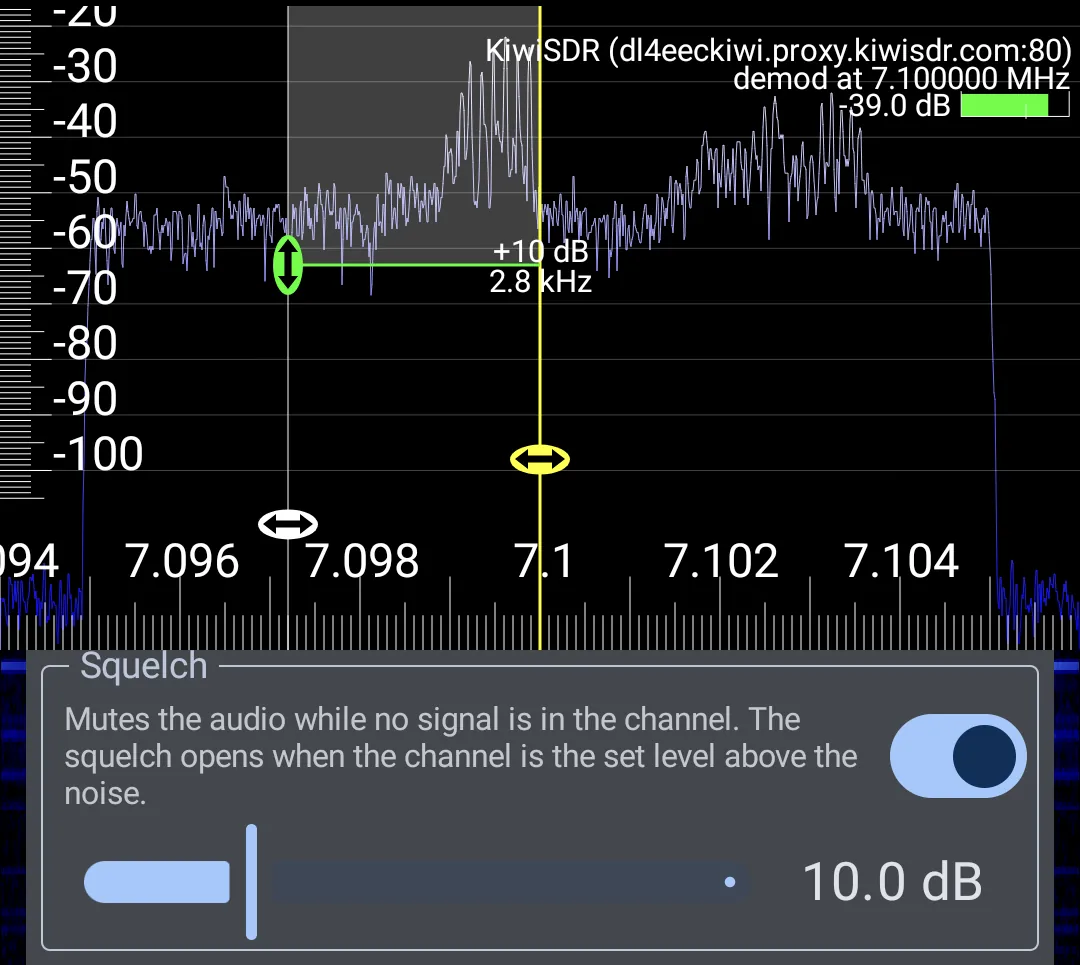 -20
KiwiSDR (dl4eeckiwi.proxy.kiwisdr.com:80)
-30
demod at 7.100000 MHz
-39.0 dB
-40
-50
-60
+10 dB
2.8 kHz
-70
-80
-90
-100
094 7.096 7.098 7.1 7.102 7.104
Squelch
Mutes the audio while no signal is in the channel. The
squelch opens when the channel is the set level above the
noise.
10.0 dB